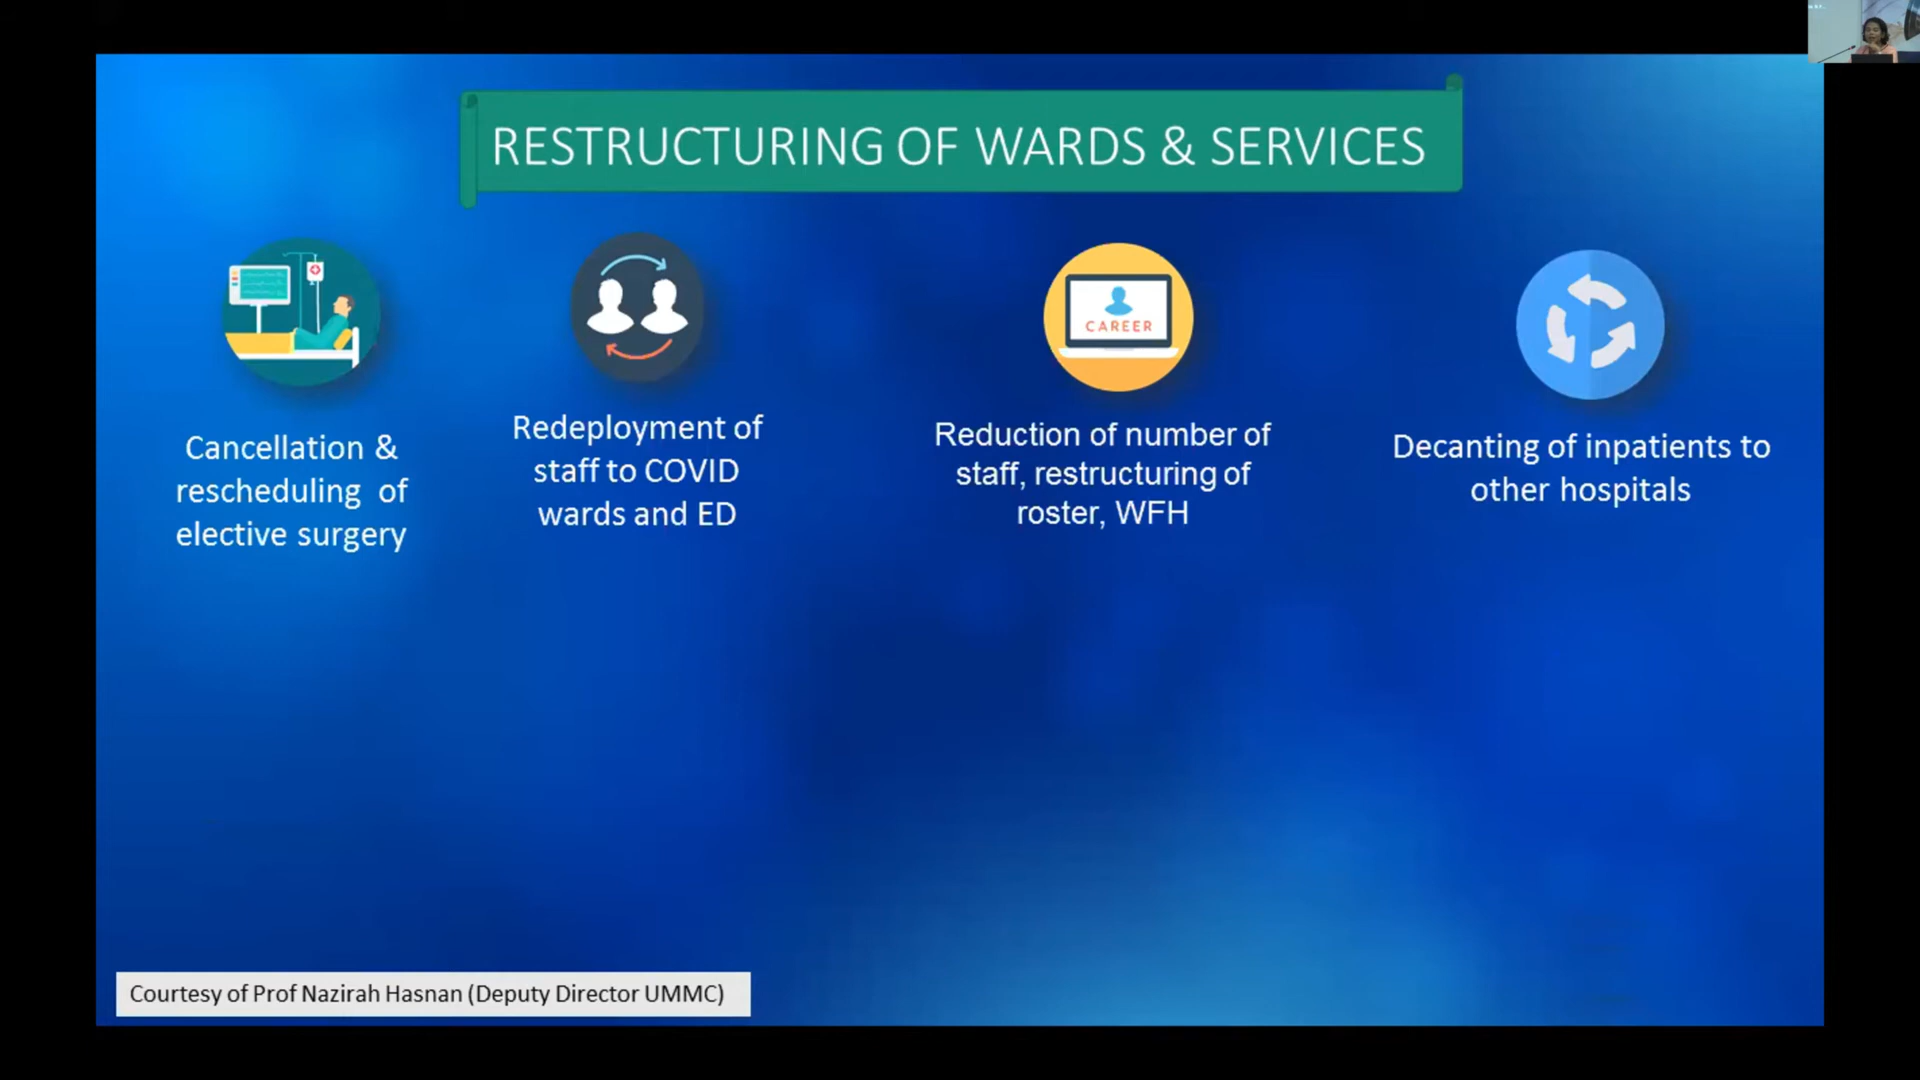 RESTRUCTURING OF WARDS & SERVICES
CAREER
Cancellation &
rescheduling of
elective surgery
Redeployment of
staff to COVID
wards and ED
Reduction of number of
staff, restructuring of
roster, WFH
Decanting of inpatients to
other hospitals
Courtesy of Prof Nazirah Hasnan (Deputy Director UMMC)